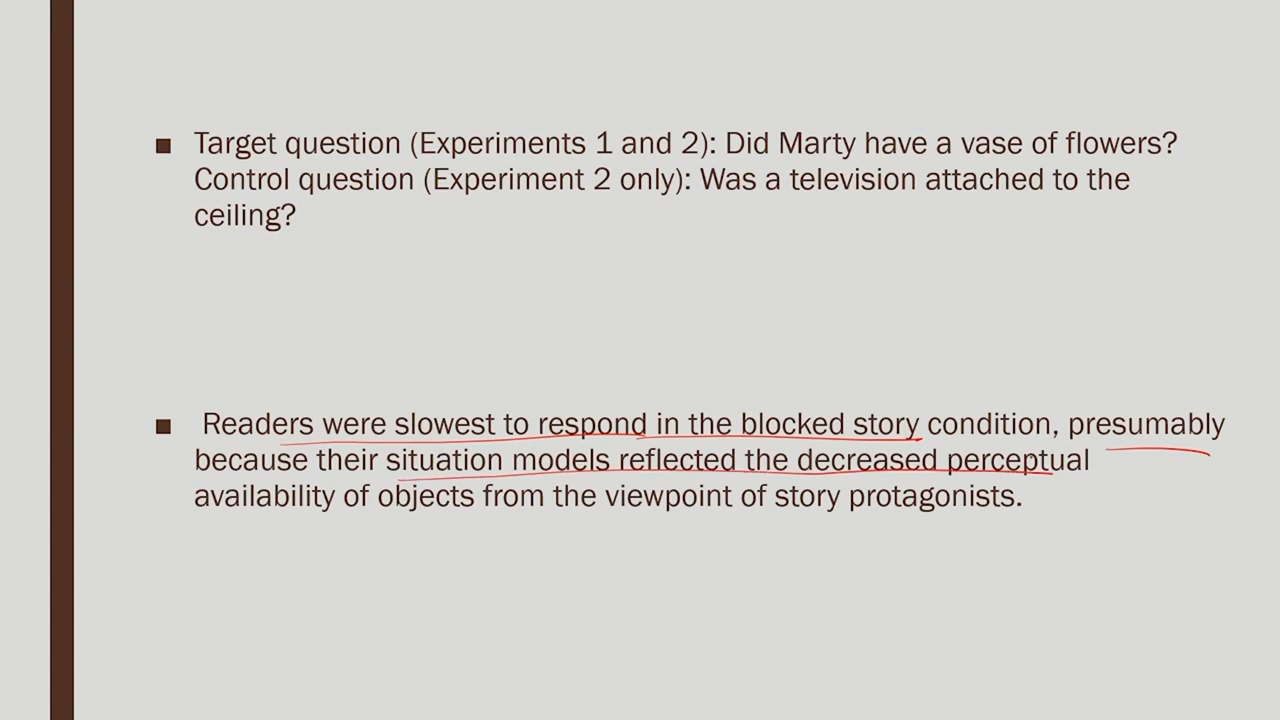 Target question (Experiments 1 and 2): Did Marty have a vase of flowers?
Control question (Experiment 2 only): Was a television attached to the
ceiling?
Readers were slowest to respond in the blocked story condition, presumably
because their situation models reflected the decreased perceptual
availability of objects from the viewpoint of story protagonists.